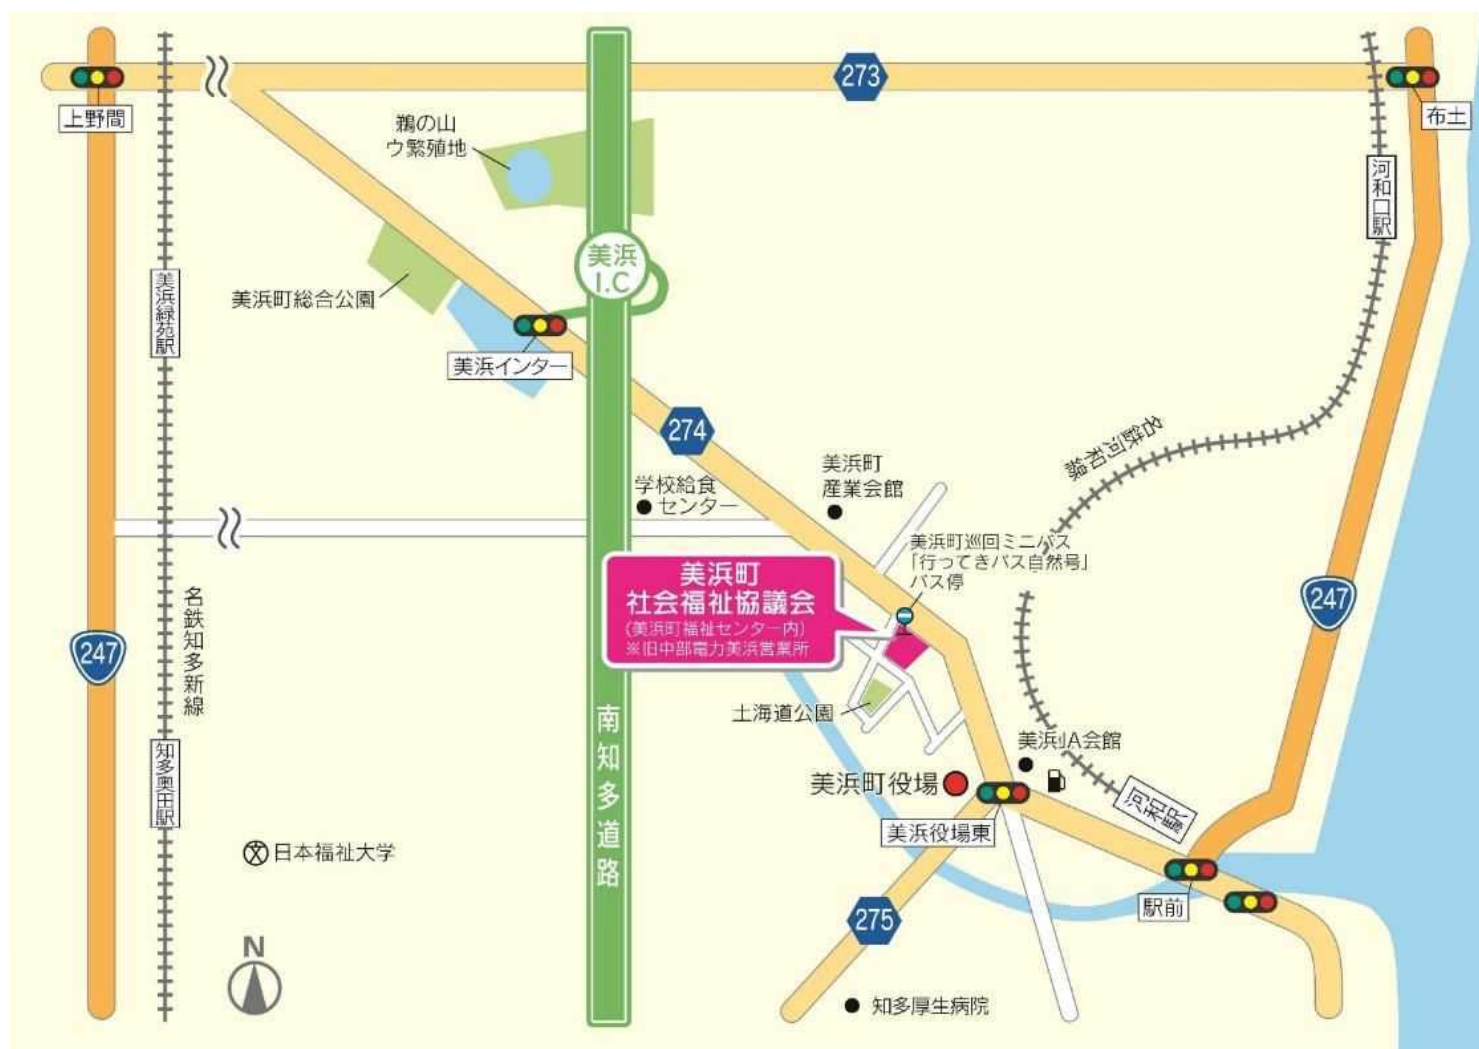 273
上野間
布土
鵜の山
ウ繁殖地
河和口駅
美浜
I.C
美浜町総合公園
美浜緑苑駅
美浜インター
274
名鉄河和線
美浜町
産業会館
学校給食
センター
美浜町巡回ミニバス
「行ってきバス自然号」
バス停
美浜町
社会福祉協議会
(美浜町福祉センター内)
※旧中部電力美浜営業所
名鉄知多新線
247
247
土海道公園
南知多道路
美浜JA会館
知多奥田駅
美浜町役場
河和駅
美浜役場東
日本福祉大学
文
駅前
275
N
知多厚生病院